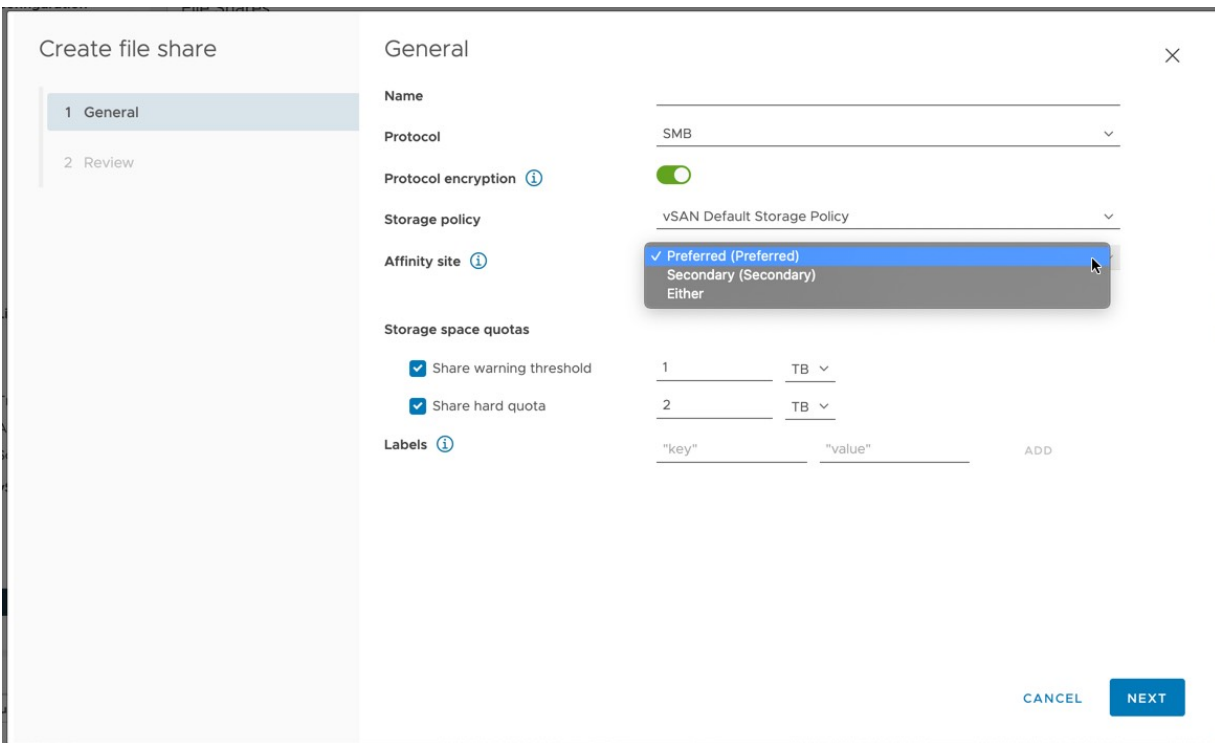 File Shares
Create file share
1 General
2 Review
General
Name
Protocol
SMB
Protocol encryption
Storage policy
vSAN Default Storage Policy
Affinity site
✓ Preferred (Preferred)
Secondary (Secondary)
Either
Storage space quotas
Share warning threshold
1
TB
Share hard quota
2
TB
Labels
"key"
"value"
ADD
CANCEL
NEXT